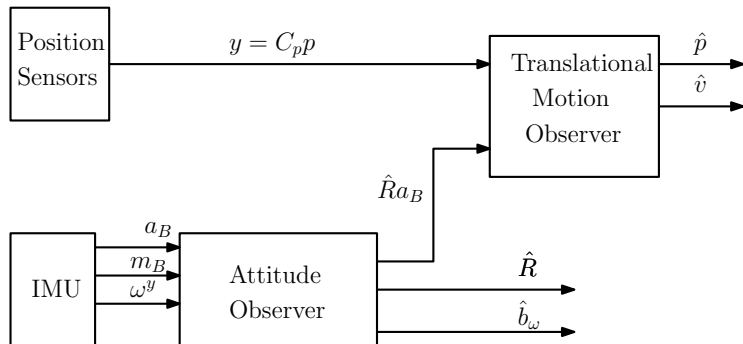 Position
Sensors
y = C_p p
Translational
Motion
Observer
p̂
v̂
R̂a_B
IMU
a_B
m_B
ω^y
Attitude
Observer
R̂
b̂_ω